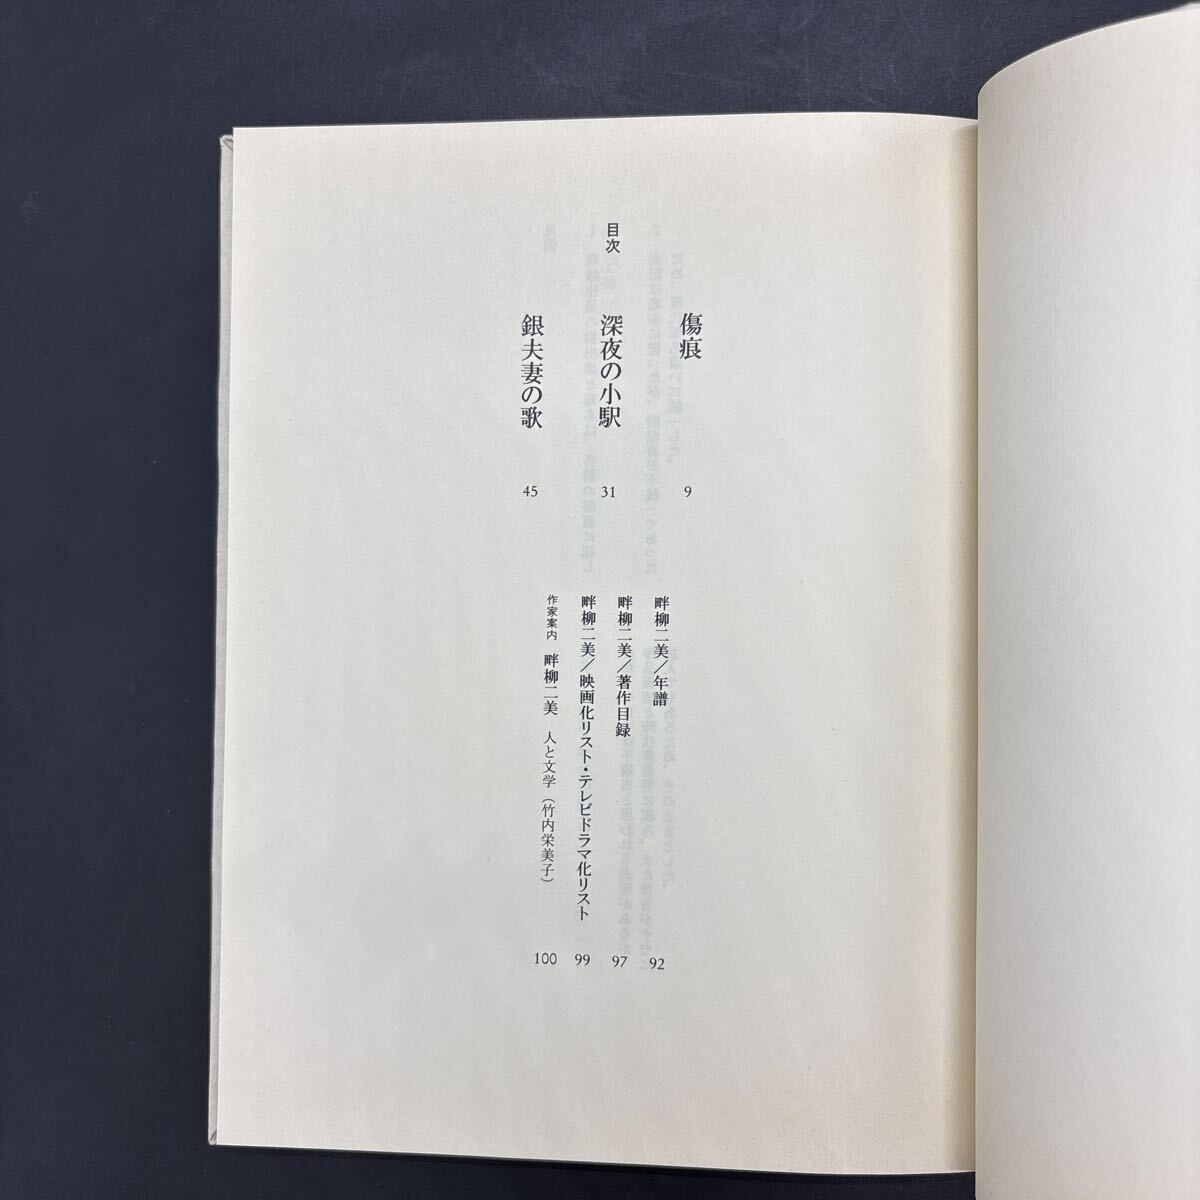 目次
傷痕 9
深夜の小駅 31
銀夫妻の歌 45
畔柳二美／年譜 92
畔柳二美／著作目録 97
畔柳二美／映画化リスト・テレビドラマ化リスト 99
作家案内 畔柳二美 人と文学（竹内栄美子） 100